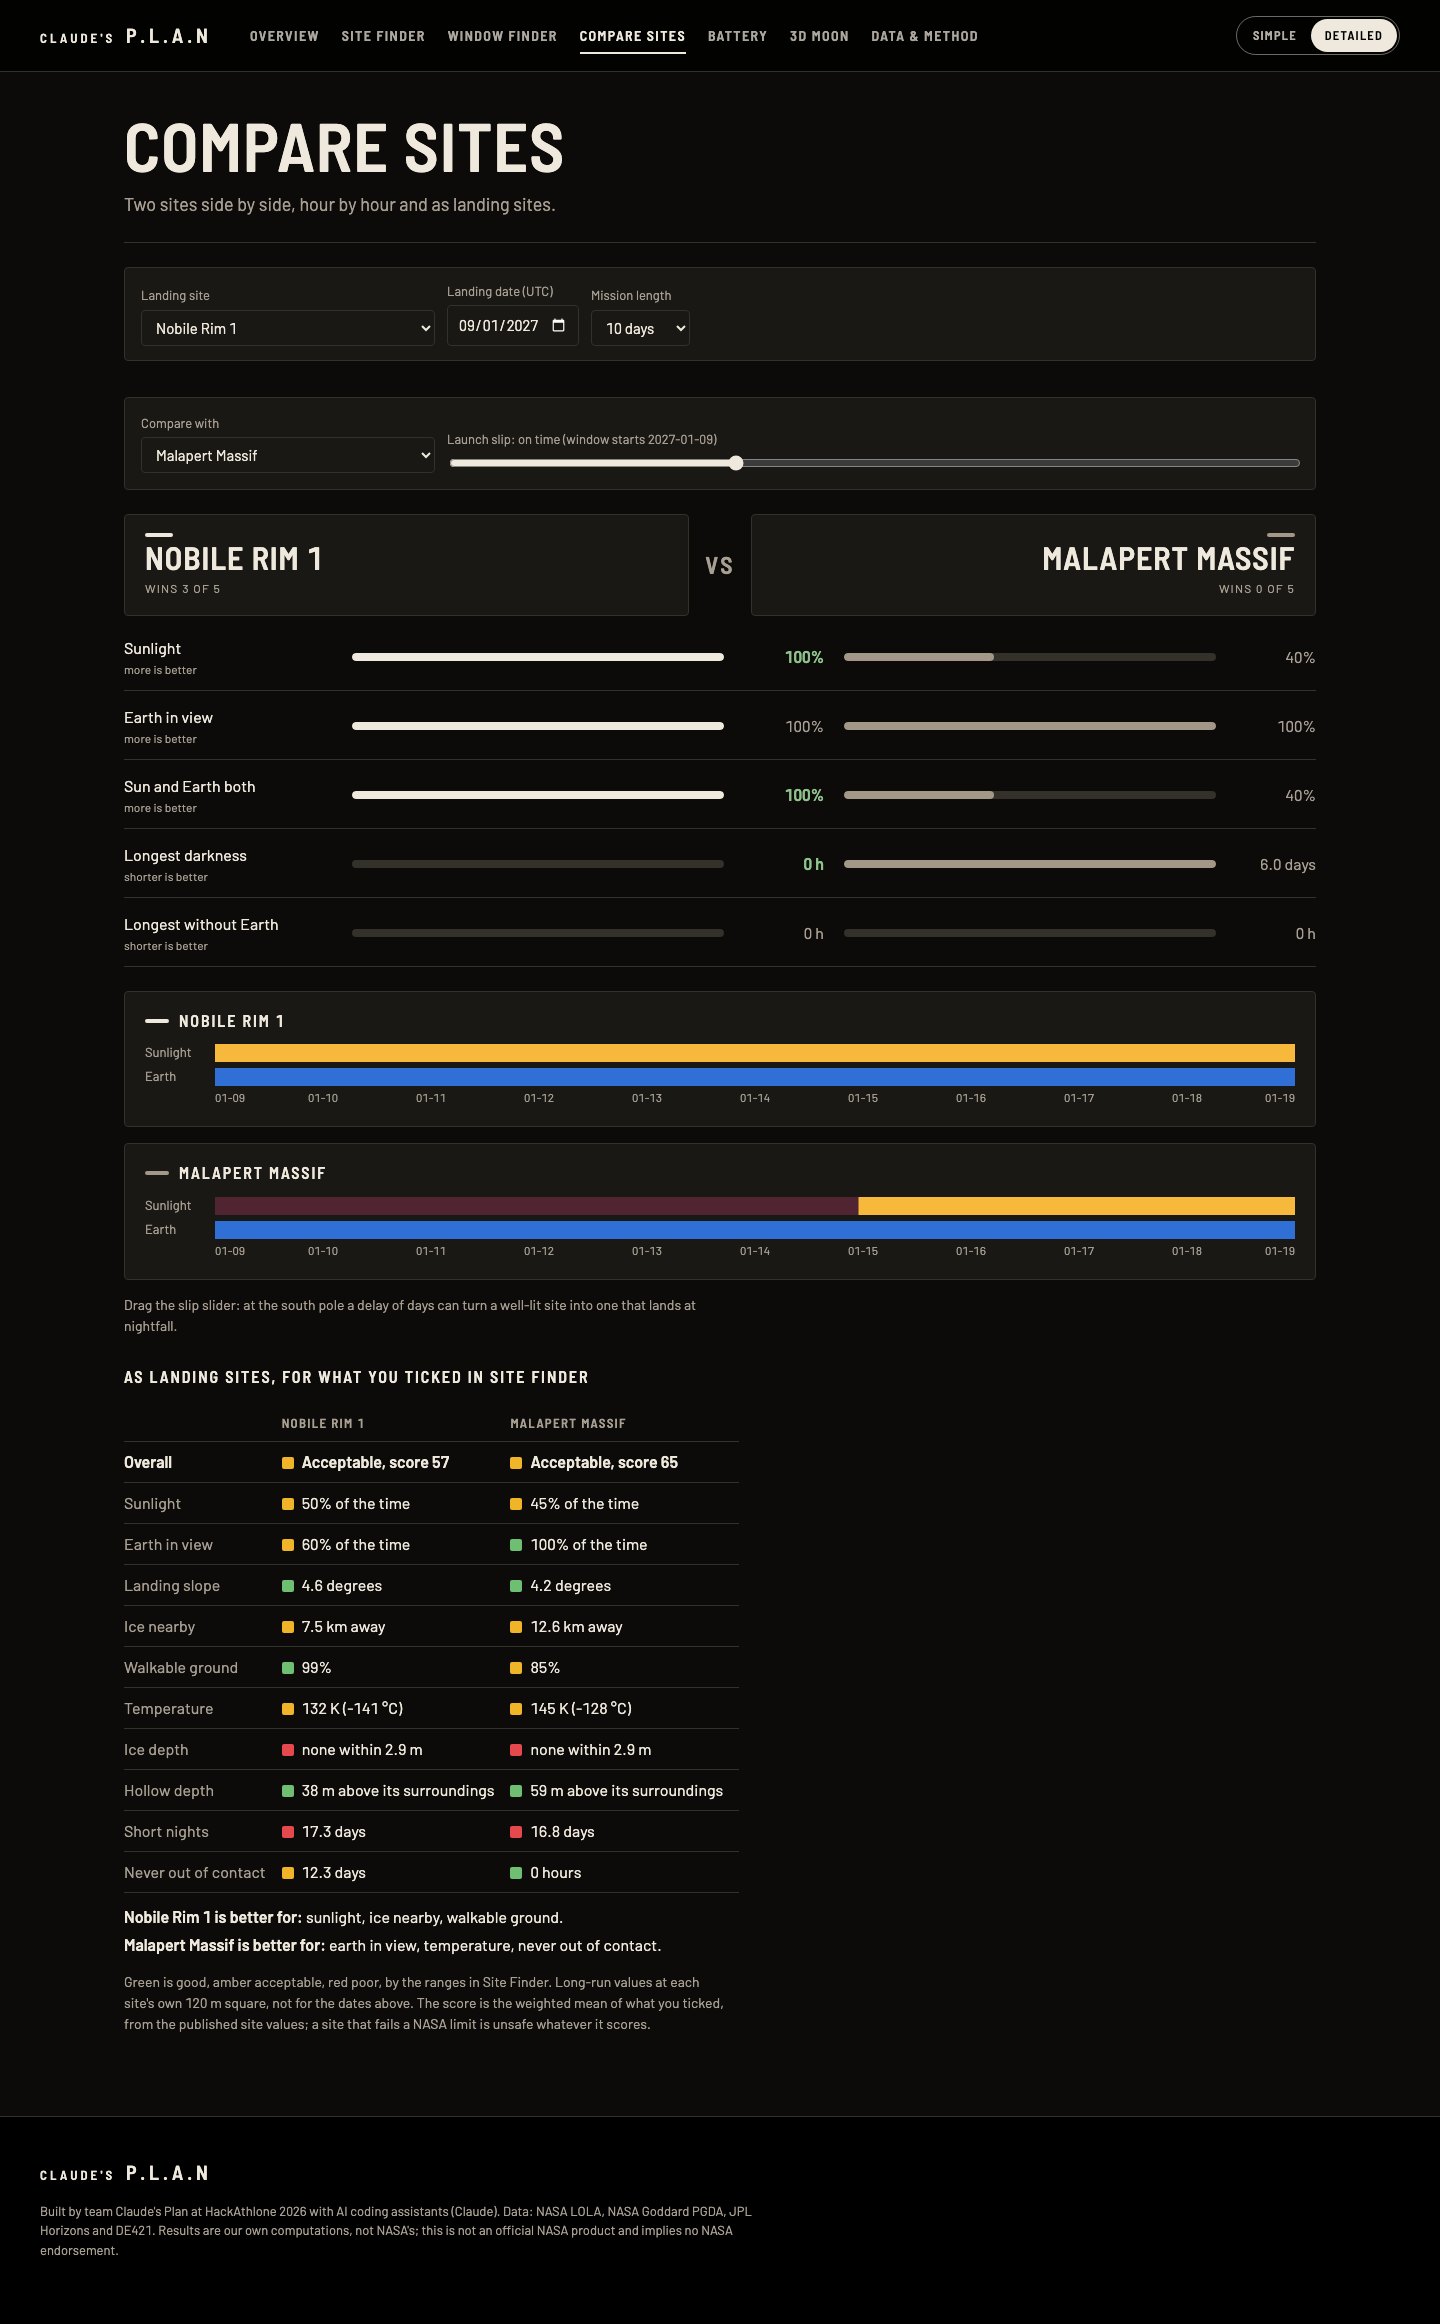 CLAUDE'S P.L.A.N
OVERVIEW
SITE FINDER
WINDOW FINDER
COMPARE SITES
BATTERY
3D MOON
DATA & METHOD
SIMPLE
DETAILED
COMPARE SITES
Two sites side by side, hour by hour and as landing sites.
Landing site
Landing date (UTC)
Mission length
Nobile Rim 1
09/01/2027
10 days
Compare with
Launch slip: on time (window starts 2027-01-09)
Malapert Massif
NOBILE RIM 1
WINS 3 OF 5
VS
MALAPERT MASSIF
WINS 0 OF 5
Sunlight
more is better
100%
40%
Earth in view
more is better
100%
100%
Sun and Earth both
more is better
100%
40%
Longest darkness
shorter is better
0 h
6.0 days
Longest without Earth
shorter is better
0 h
0 h
NOBILE RIM 1
Sunlight
Earth
01-09 01-10 01-11 01-12 01-13 01-14 01-15 01-16 01-17 01-18 01-19
MALAPERT MASSIF
Sunlight
Earth
01-09 01-10 01-11 01-12 01-13 01-14 01-15 01-16 01-17 01-18 01-19
Drag the slip slider: at the south pole a delay of days can turn a well-lit site into one that lands at
nightfall.
AS LANDING SITES, FOR WHAT YOU TICKED IN SITE FINDER
NOBILE RIM 1 MALAPERT MASSIF
Overall Acceptable, score 57 Acceptable, score 65
Sunlight 50% of the time 45% of the time
Earth in view 60% of the time 100% of the time
Landing slope 4.6 degrees 4.2 degrees
Ice nearby 7.5 km away 12.6 km away
Walkable ground 99% 85%
Temperature 132 K (-141 °C) 145 K (-128 °C)
Ice depth none within 2.9 m none within 2.9 m
Hollow depth 38 m above its surroundings 59 m above its surroundings
Short nights 17.3 days 16.8 days
Never out of contact 12.3 days 0 hours
Nobile Rim 1 is better for: sunlight, ice nearby, walkable ground.
Malapert Massif is better for: earth in view, temperature, never out of contact.
Green is good, amber acceptable, red poor, by the ranges in Site Finder. Long-run values at each
site's own 120 m square, not for the dates above. The score is the weighted mean of what you ticked,
from the published site values; a site that fails a NASA limit is unsafe whatever it scores.
CLAUDE'S P.L.A.N
Built by team Claude's Plan at HackAthlone 2026 with AI coding assistants (Claude). Data: NASA LOLA, NASA Goddard PGDA, JPL
Horizons and DE421. Results are our own computations, not NASA's; this is not an official NASA product and implies no NASA
endorsement.